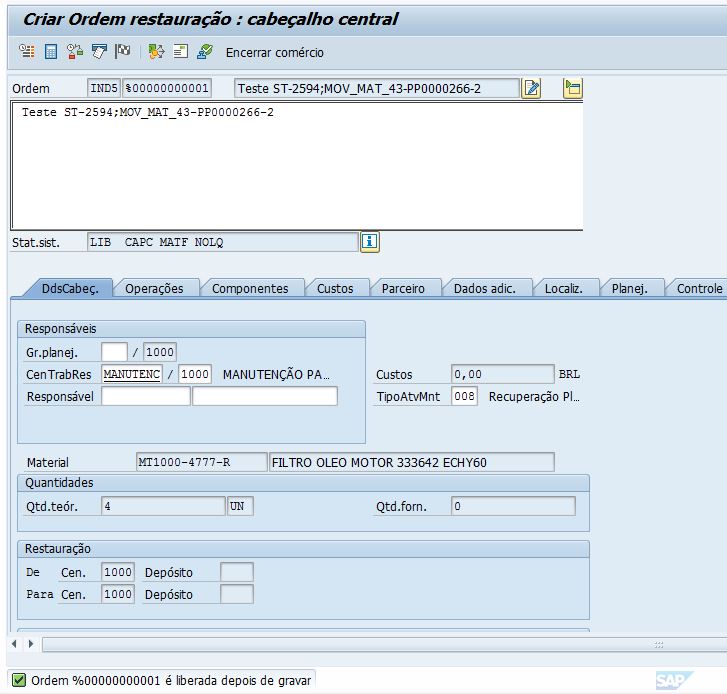 Criar Ordem restauração : cabeçalho central
Encerrar comércio
Ordem IND5 %00000000001 Teste ST-2594;MOV_MAT_43-PP0000266-2
Teste ST-2594;MOV_MAT_43-PP0000266-2
Stat.sist. LIB CAPC MATF NOLQ
DdsCabeç. Operações Componentes Custos Parceiro Dados adic. Localiz. Planej. Controle
Responsáveis
Gr.planej. / 1000
CenTrabRes MANUTENC / 1000 MANUTENÇÃO PA... Custos 0,00 BRL
Responsável TipoAtvMnt 008 Recuperação Pl...
Material MT1000-4777-R FILTRO OLEO MOTOR 333642 ECHY60
Quantidades
Qtd.teór. 4 UN Qtd.forn. 0
Restauração
De Cen. 1000 Depósito
Para Cen. 1000 Depósito
Ordem %00000000001 é liberada depois de gravar
SAP